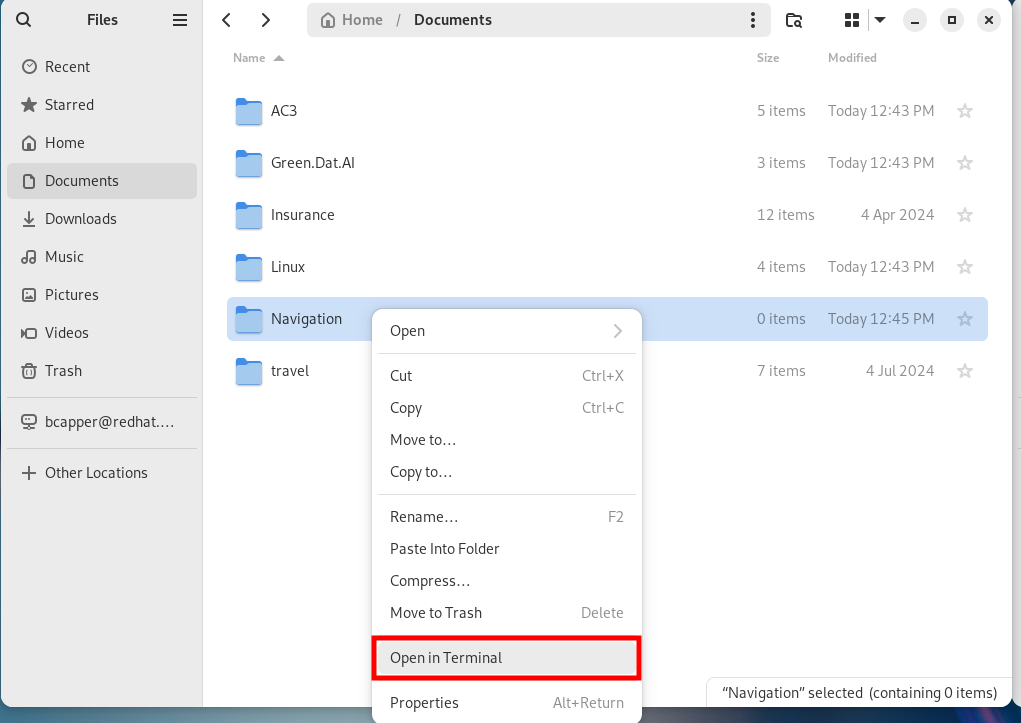 Files
Home / Documents
Recent
Starred
Home
Documents
Downloads
Music
Pictures
Videos
Trash
bcapper@redhat....
Other Locations
Name Size Modified
AC3 5 items Today 12:43 PM
Green.Dat.AI 3 items Today 12:43 PM
Insurance 12 items 4 Apr 2024
Linux 4 items Today 12:43 PM
Navigation 0 items Today 12:45 PM
travel 7 items 4 Jul 2024
Open
Cut Ctrl+X
Copy Ctrl+C
Move to…
Copy to…
Rename… F2
Paste Into Folder
Compress…
Move to Trash Delete
Open in Terminal
Properties Alt+Return
“Navigation” selected (containing 0 items)